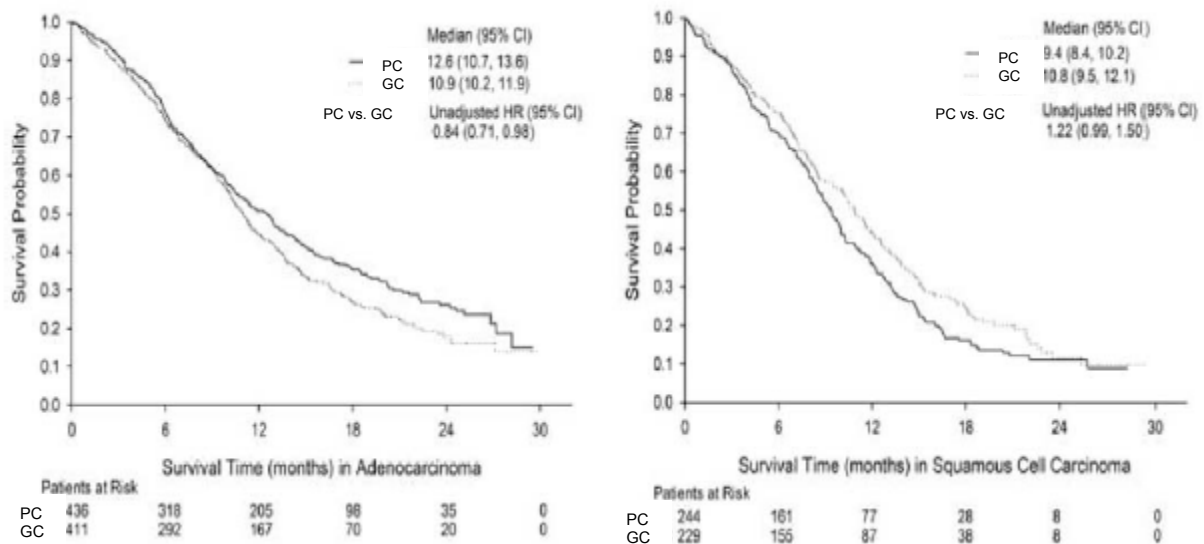 Median (95% CI)
PC 12.6 (10.7, 13.6)
GC 10.9 (10.2, 11.9)
PC vs. GC Unadjusted HR (95% CI)
0.84 (0.71, 0.98)
Survival Probability
1.0
0.9
0.8
0.7
0.6
0.5
0.4
0.3
0.2
0.1
0.0
0 6 12 18 24 30
Survival Time (months) in Adenocarcinoma
Patients at Risk
PC 436 318 205 98 35 0
GC 411 292 167 70 20 0
Median (95% CI)
PC 9.4 (8.4, 10.2)
GC 10.8 (9.5, 12.1)
PC vs. GC Unadjusted HR (95% CI)
1.22 (0.99, 1.50)
Survival Probability
1.0
0.9
0.8
0.7
0.6
0.5
0.4
0.3
0.2
0.1
0.0
0 6 12 18 24 30
Survival Time (months) in Squamous Cell Carcinoma
Patients at Risk
PC 244 161 77 28 8 0
GC 229 155 87 38 8 0